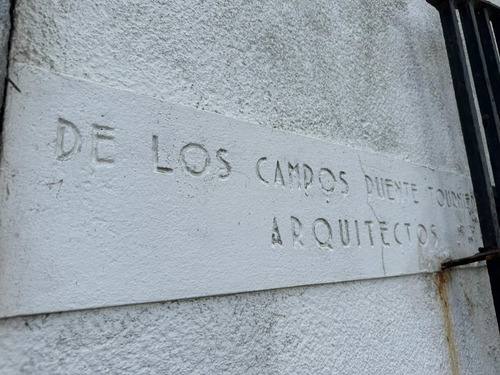 DE LOS CAMPOS PUENTE TOURNIER
ARQUITECTOS